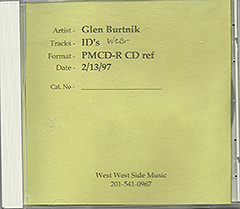 Artist - Glen Burtnik
Tracks - ID's
Format - PMCD-R CD ref
Date - 2/13/97
Cat. No -
West West Side Music
201-541-0967